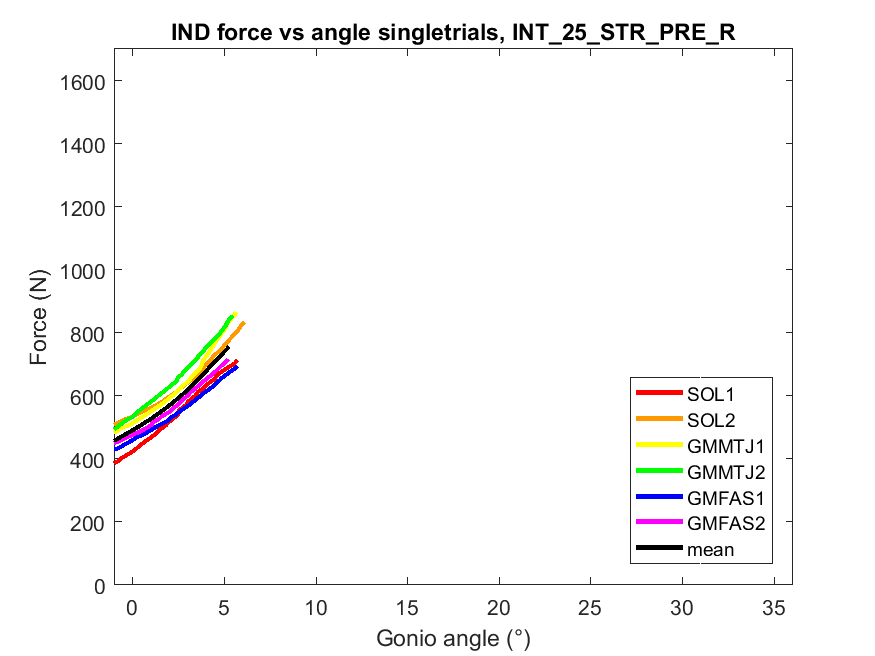 IND force vs angle singletrials, INT_25_STR_PRE_R
1600
1400
1200
1000
800
600
400
200
0
Force (N)
0 5 10 15 20 25 30 35
Gonio angle (°)
SOL1
SOL2
GMMTJ1
GMMTJ2
GMFAS1
GMFAS2
mean